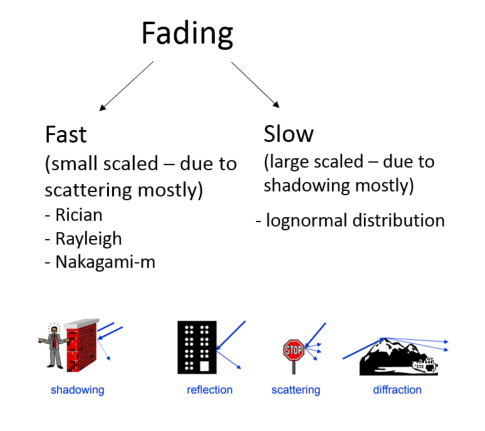 Fading
Fast
(small scaled – due to
scattering mostly)
- Rician
- Rayleigh
- Nakagami-m
Slow
(large scaled – due to
shadowing mostly)
- lognormal distribution
STOP
shadowing
reflection
scattering
diffraction